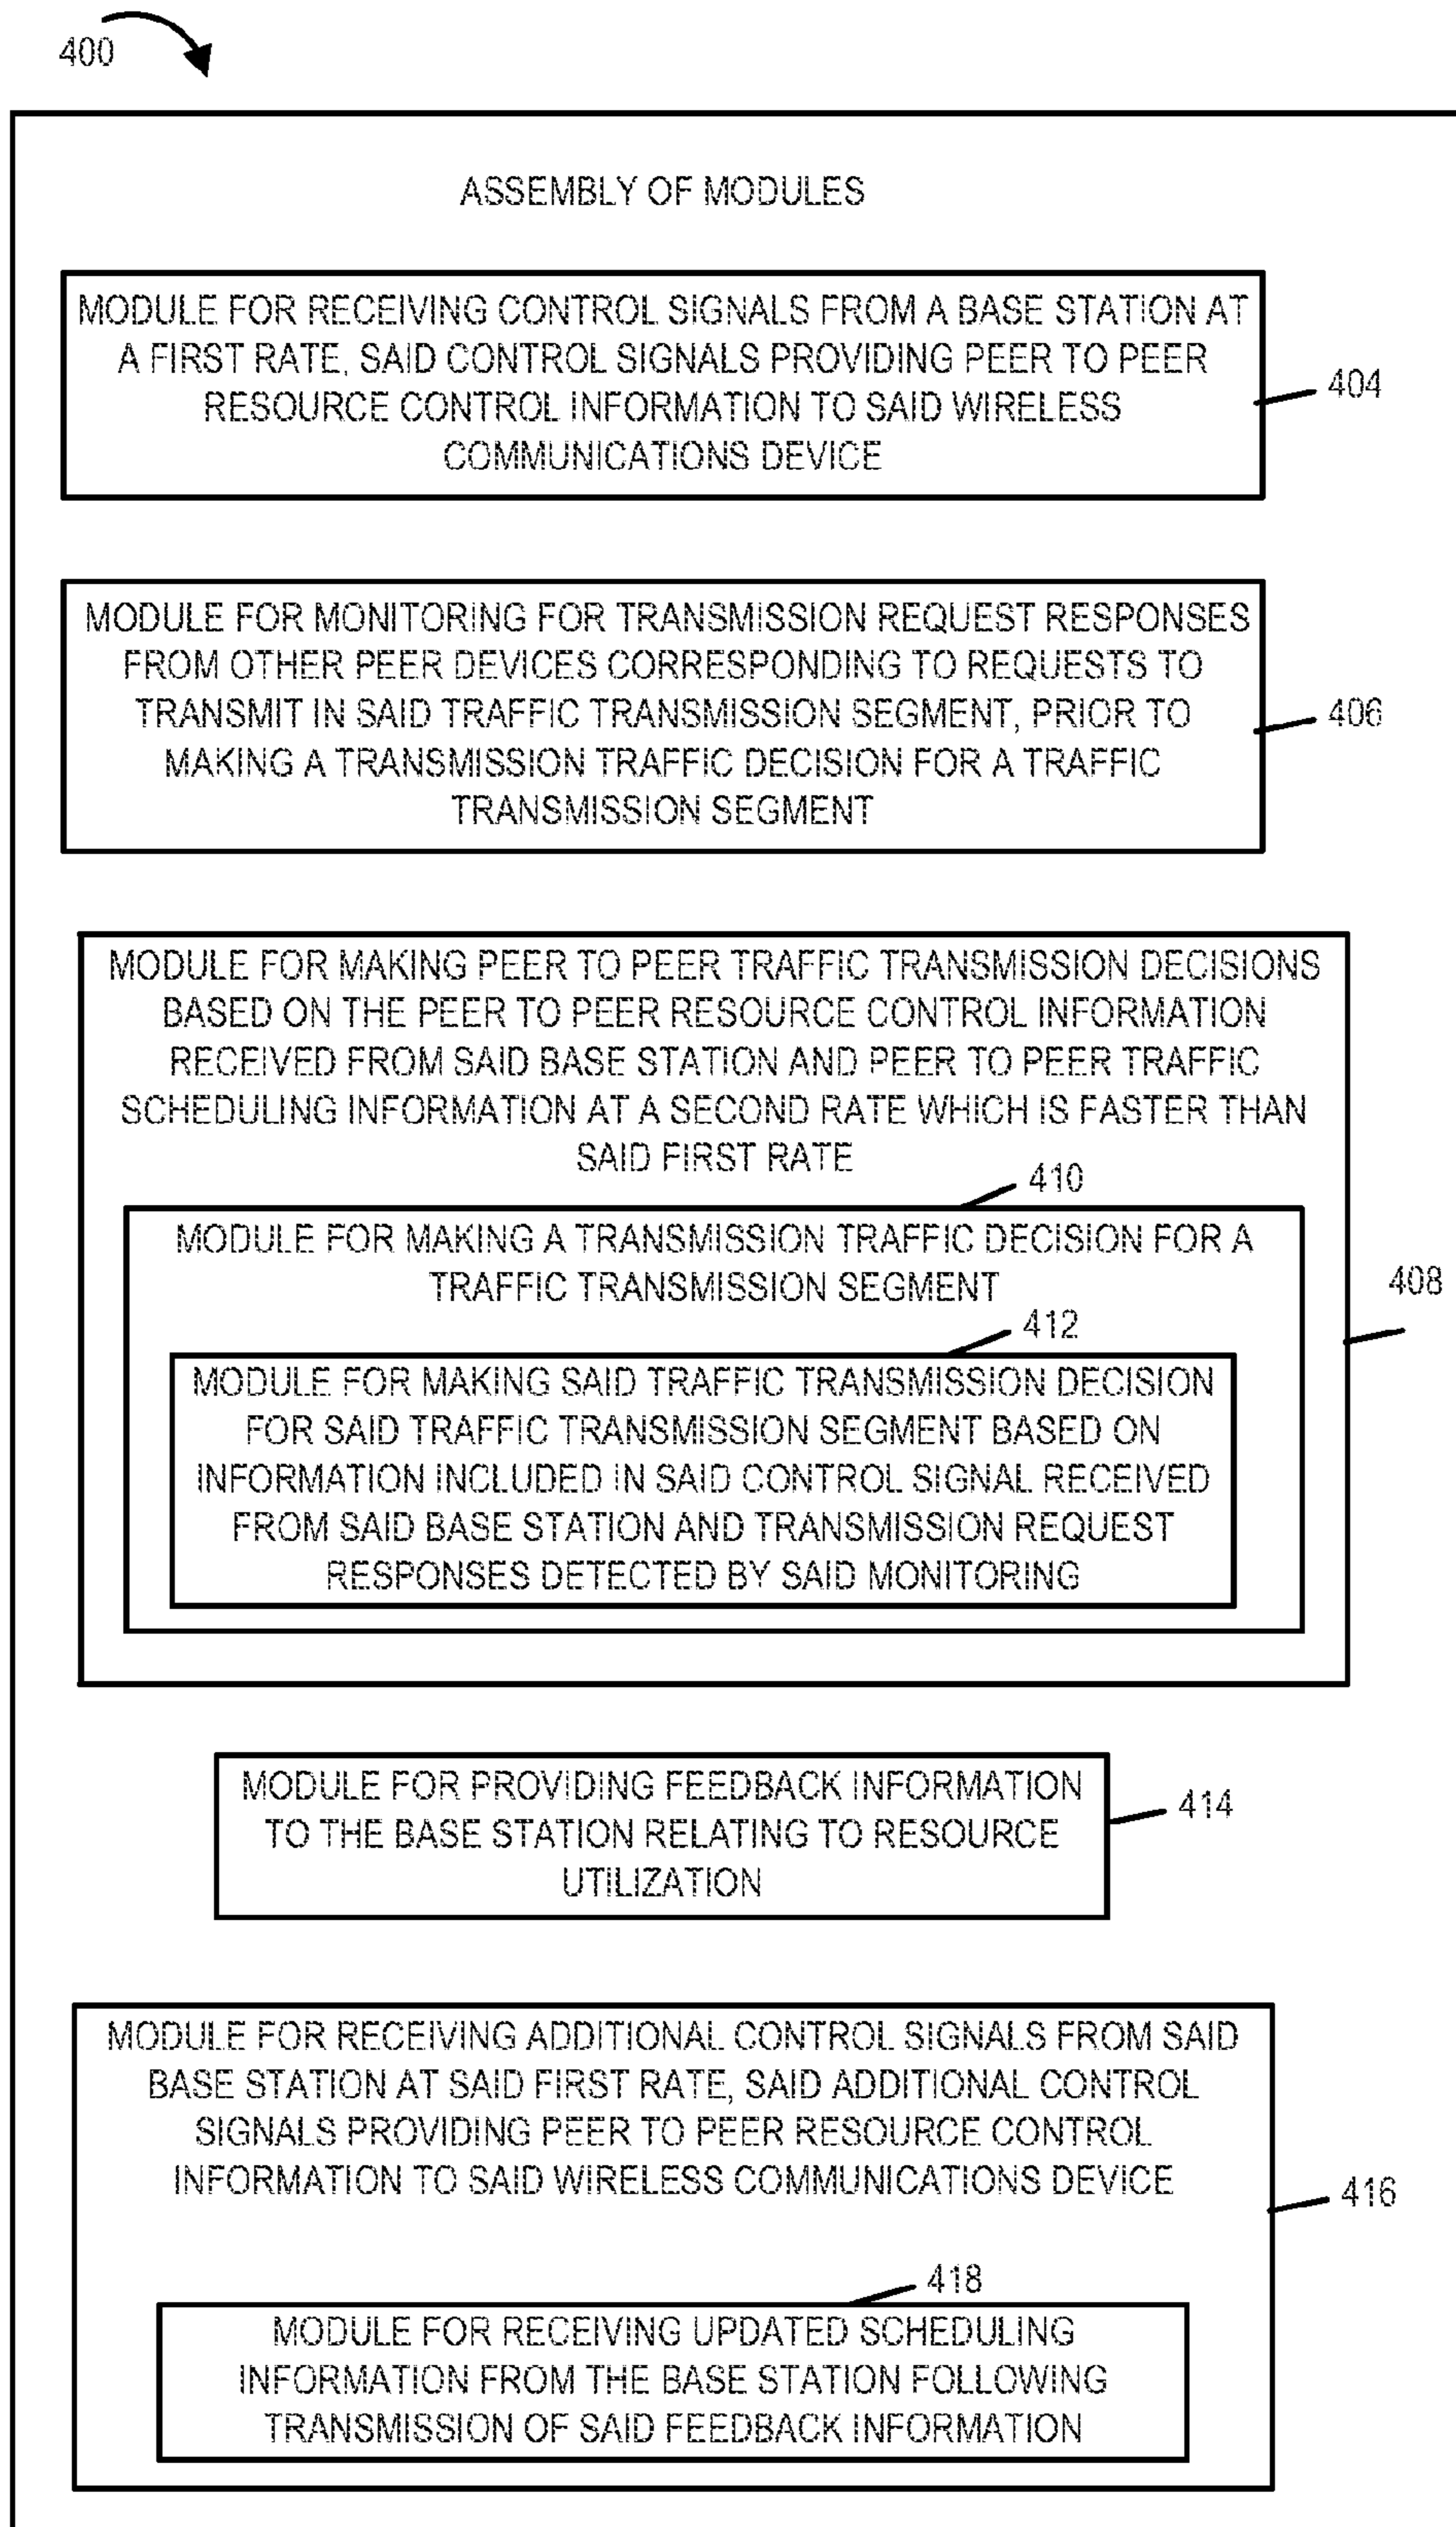 400
ASSEMBLY OF MODULES
MODULE FOR RECEIVING CONTROL SIGNALS FROM A BASE STATION AT
A FIRST RATE, SAID CONTROL SIGNALS PROVIDING PEER TO PEER
RESOURCE CONTROL INFORMATION TO SAID WIRELESS
COMMUNICATIONS DEVICE
404
MODULE FOR MONITORING FOR TRANSMISSION REQUEST RESPONSES
FROM OTHER PEER DEVICES CORRESPONDING TO REQUESTS TO
TRANSMIT IN SAID TRAFFIC TRANSMISSION SEGMENT, PRIOR TO
MAKING A TRANSMISSION TRAFFIC DECISION FOR A TRAFFIC
TRANSMISSION SEGMENT
406
MODULE FOR MAKING PEER TO PEER TRAFFIC TRANSMISSION DECISIONS
BASED ON THE PEER TO PEER RESOURCE CONTROL INFORMATION
RECEIVED FROM SAID BASE STATION AND PEER TO PEER TRAFFIC
SCHEDULING INFORMATION AT A SECOND RATE WHICH IS FASTER THAN
SAID FIRST RATE
410
MODULE FOR MAKING A TRANSMISSION TRAFFIC DECISION FOR A
TRAFFIC TRANSMISSION SEGMENT
408
412
MODULE FOR MAKING SAID TRAFFIC TRANSMISSION DECISION
FOR SAID TRAFFIC TRANSMISSION SEGMENT BASED ON
INFORMATION INCLUDED IN SAID CONTROL SIGNAL RECEIVED
FROM SAID BASE STATION AND TRANSMISSION REQUEST
RESPONSES DETECTED BY SAID MONITORING
MODULE FOR PROVIDING FEEDBACK INFORMATION
TO THE BASE STATION RELATING TO RESOURCE
UTILIZATION
414
MODULE FOR RECEIVING ADDITIONAL CONTROL SIGNALS FROM SAID
BASE STATION AT SAID FIRST RATE, SAID ADDITIONAL CONTROL
SIGNALS PROVIDING PEER TO PEER RESOURCE CONTROL
INFORMATION TO SAID WIRELESS COMMUNICATIONS DEVICE
416
418
MODULE FOR RECEIVING UPDATED SCHEDULING
INFORMATION FROM THE BASE STATION FOLLOWING
TRANSMISSION OF SAID FEEDBACK INFORMATION